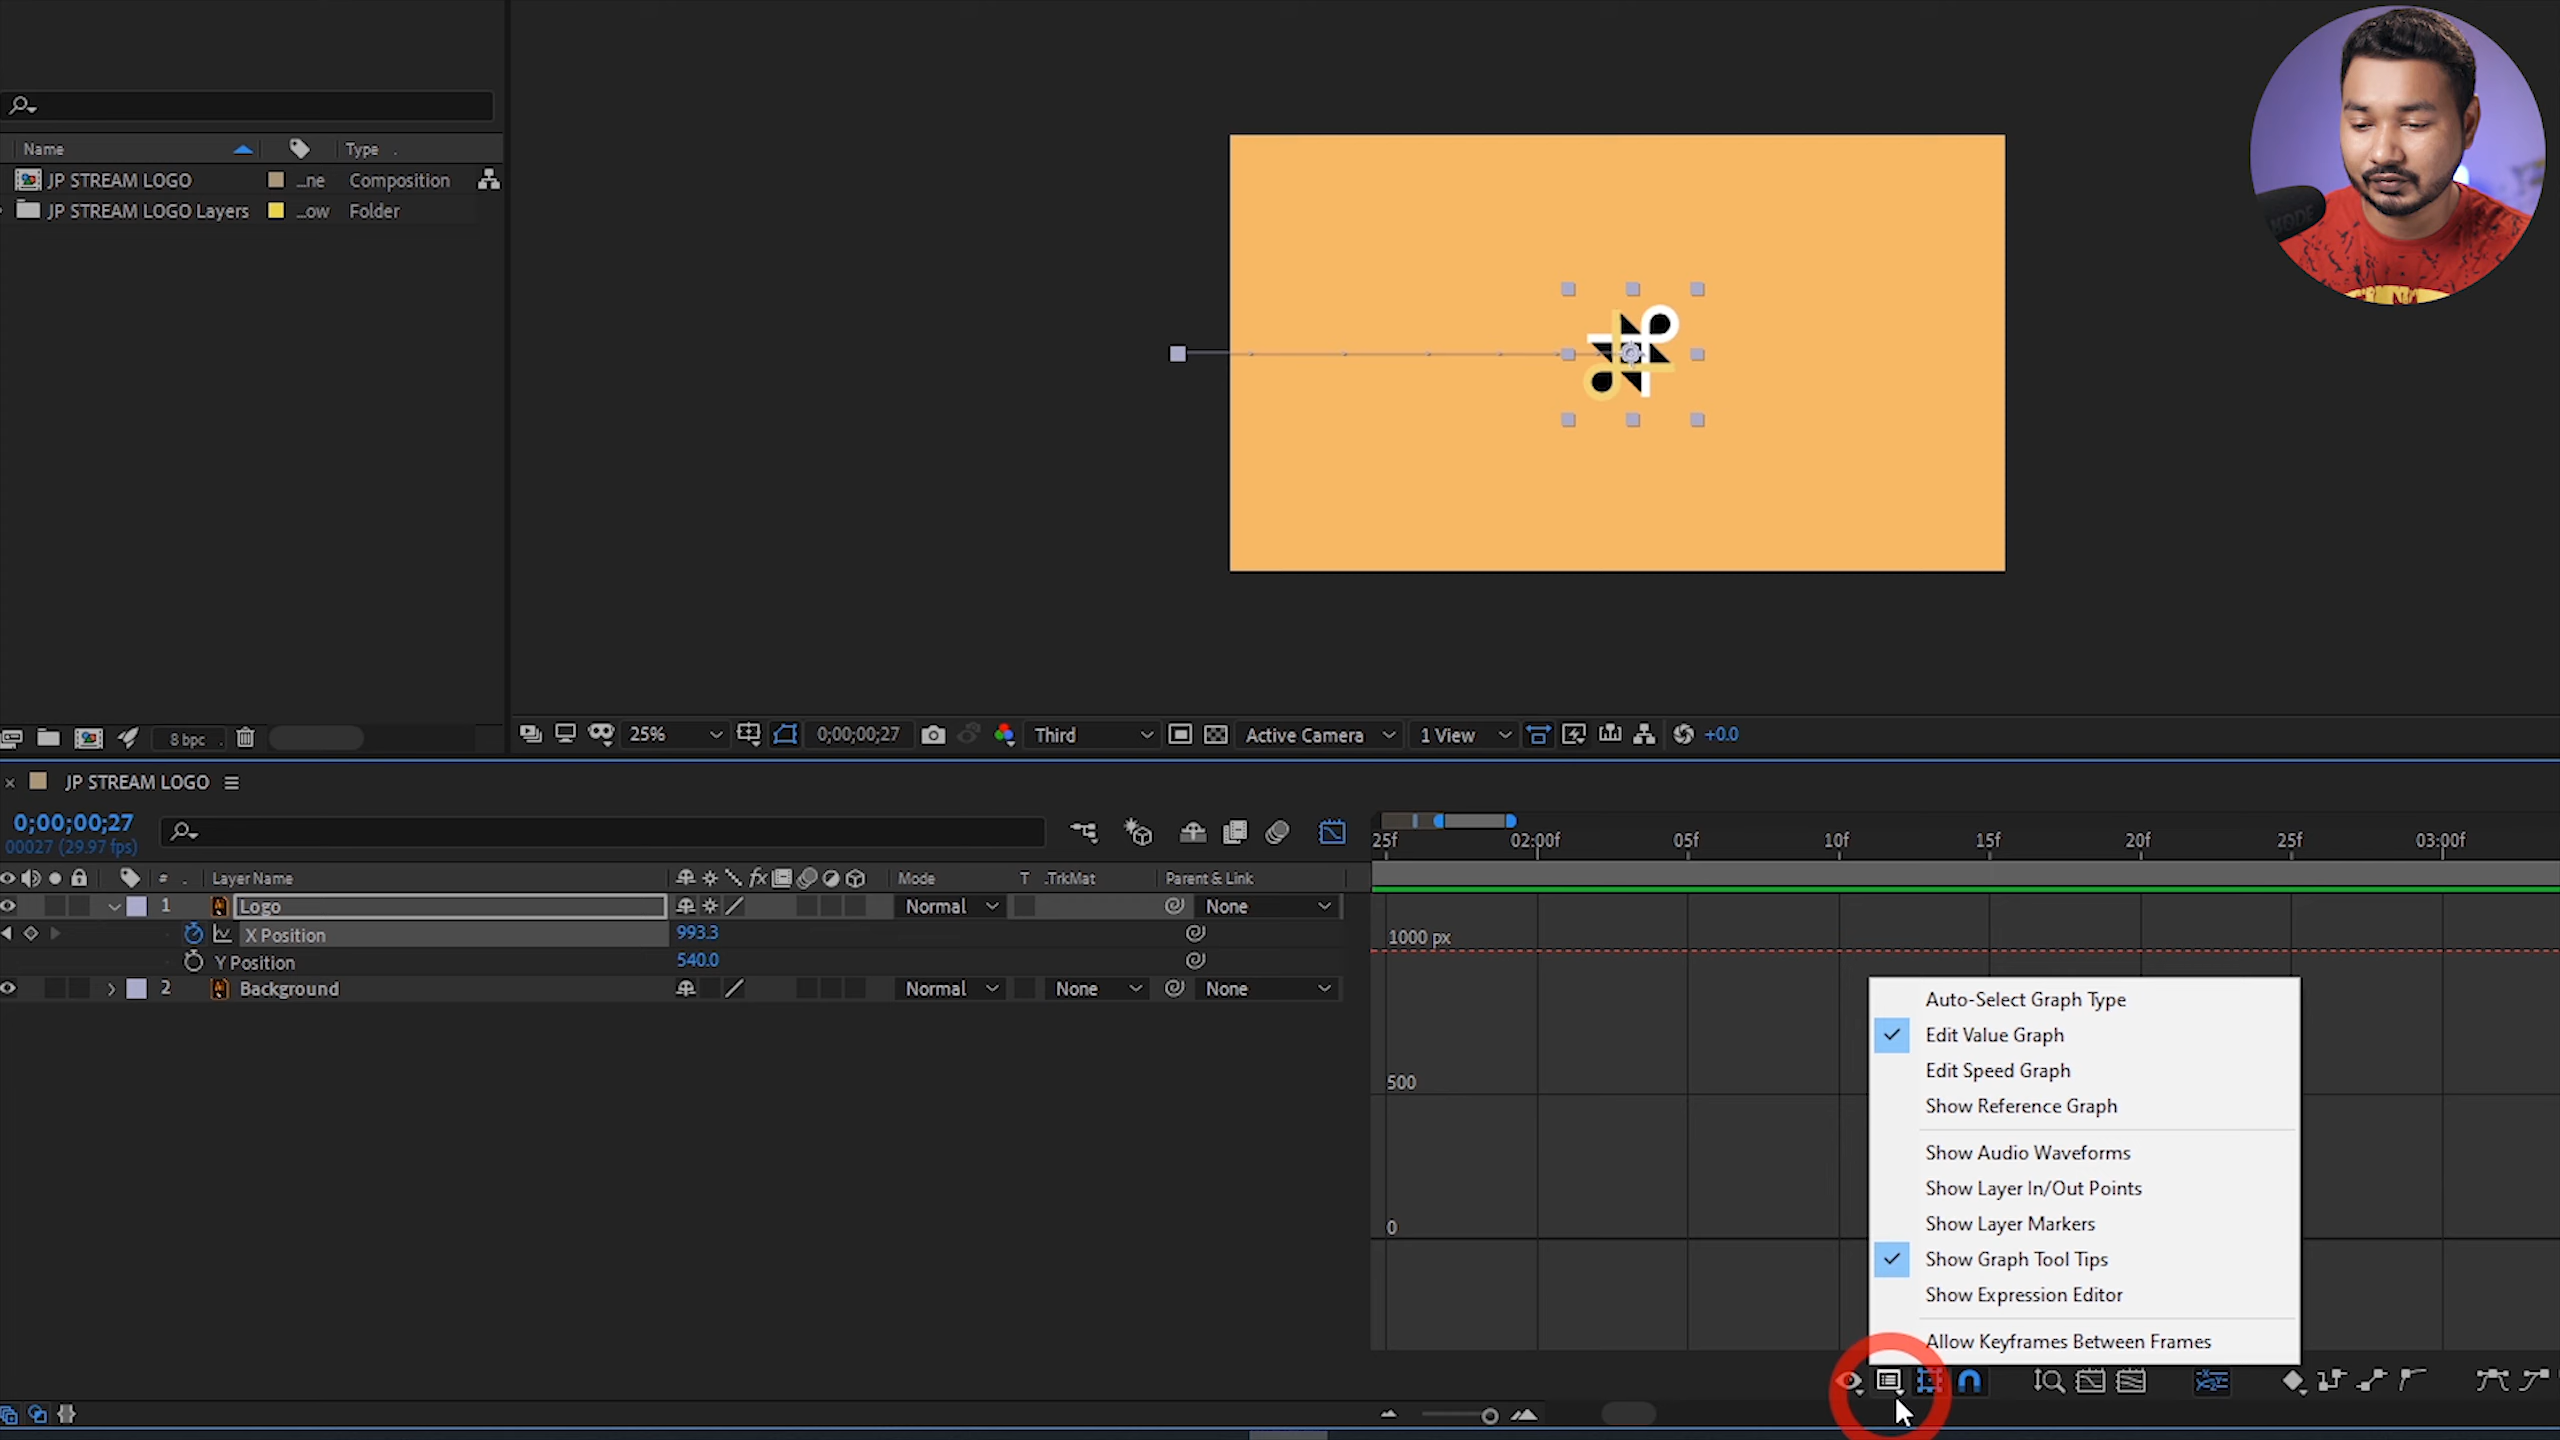 Name Type
JP STREAM LOGO ...ne Composition
JP STREAM LOGO Layers ...ow Folder
8 bpc
25% 0;00;00;27 Third Active Camera 1 View +0.0
JP STREAM LOGO
0;00;00;27
00027 (29.97 fps)
25f 02:00f 05f 10f 15f 20f 25f 03:00f
# Layer Name fx Mode T .TrkMat Parent & Link
1 Logo Normal None
X Position 993.3
Y Position 540.0
2 Background Normal None None
1000 px
500
0
Auto-Select Graph Type
Edit Value Graph
Edit Speed Graph
Show Reference Graph
Show Audio Waveforms
Show Layer In/Out Points
Show Layer Markers
Show Graph Tool Tips
Show Expression Editor
Allow Keyframes Between Frames